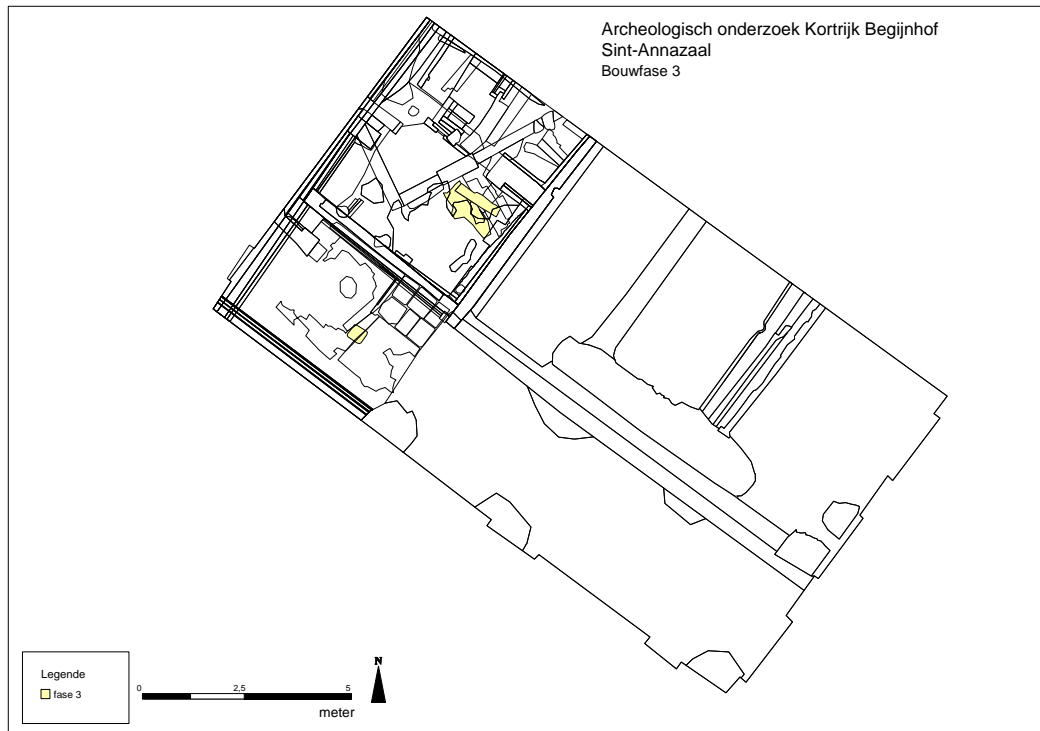 Archeologisch onderzoek Kortrijk Begijnhof
Sint-Annazaal
Bouwfase 3
Legende
fase 3
0 2,5 5
meter
N